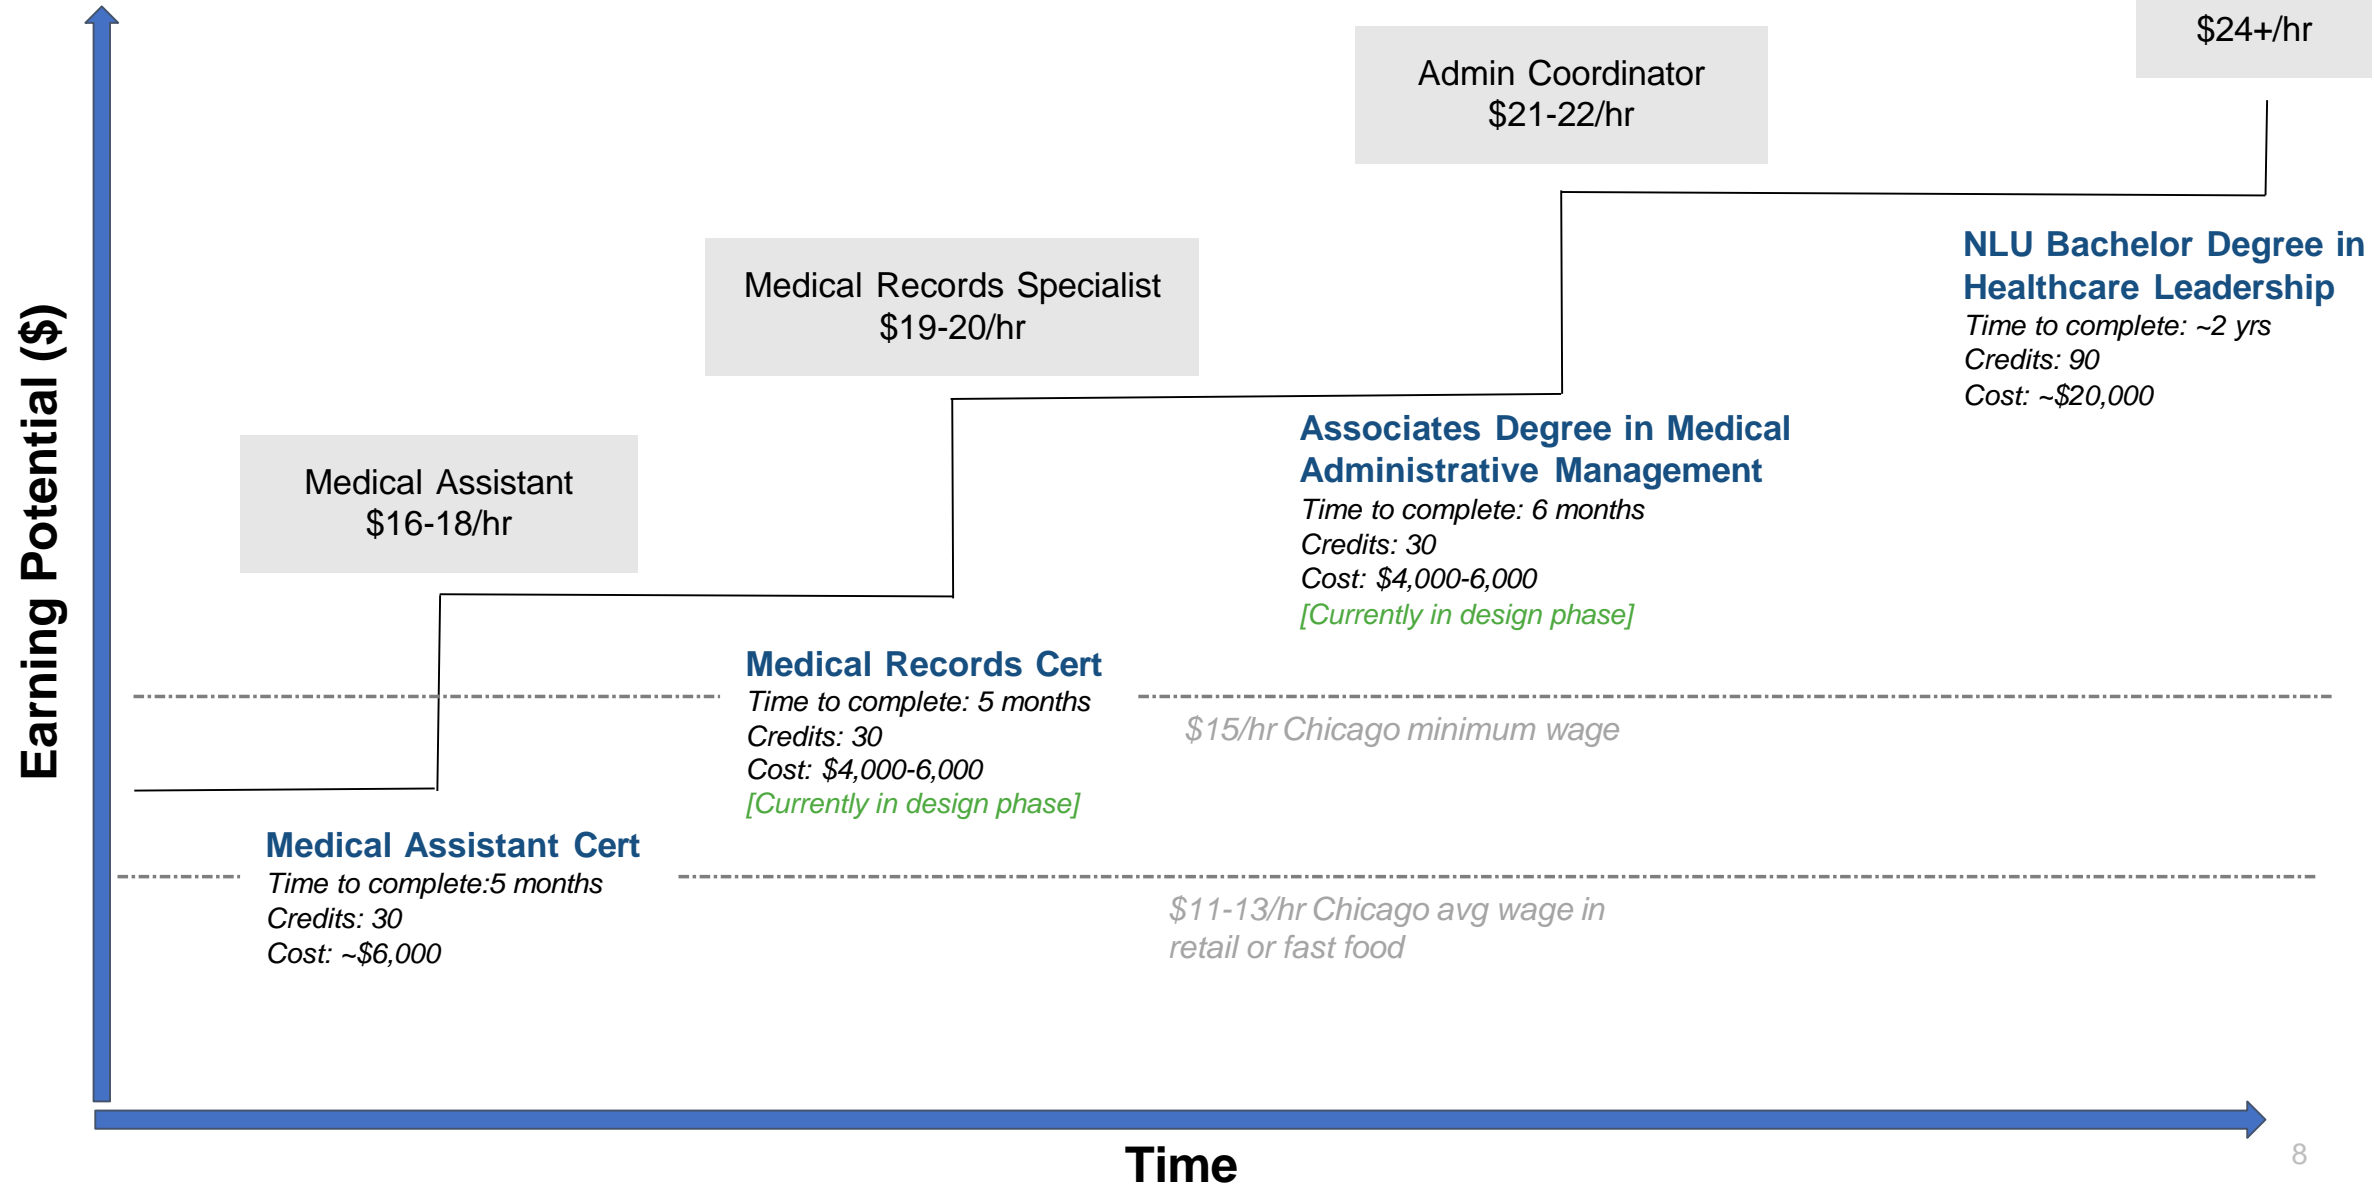 $24+/hr
Admin Coordinator
$21-22/hr
NLU Bachelor Degree in
Healthcare Leadership
Time to complete: ~2 yrs
Credits: 90
Cost: ~$20,000
Medical Records Specialist
$19-20/hr
Associates Degree in Medical
Administrative Management
Time to complete: 6 months
Credits: 30
Cost: $4,000-6,000
[Currently in design phase]
Medical Assistant
$16-18/hr
Medical Records Cert
Time to complete: 5 months
Credits: 30
Cost: $4,000-6,000
[Currently in design phase]
$15/hr Chicago minimum wage
Medical Assistant Cert
Time to complete:5 months
Credits: 30
Cost: ~$6,000
$11-13/hr Chicago avg wage in
retail or fast food
Earning Potential ($)
Time
8